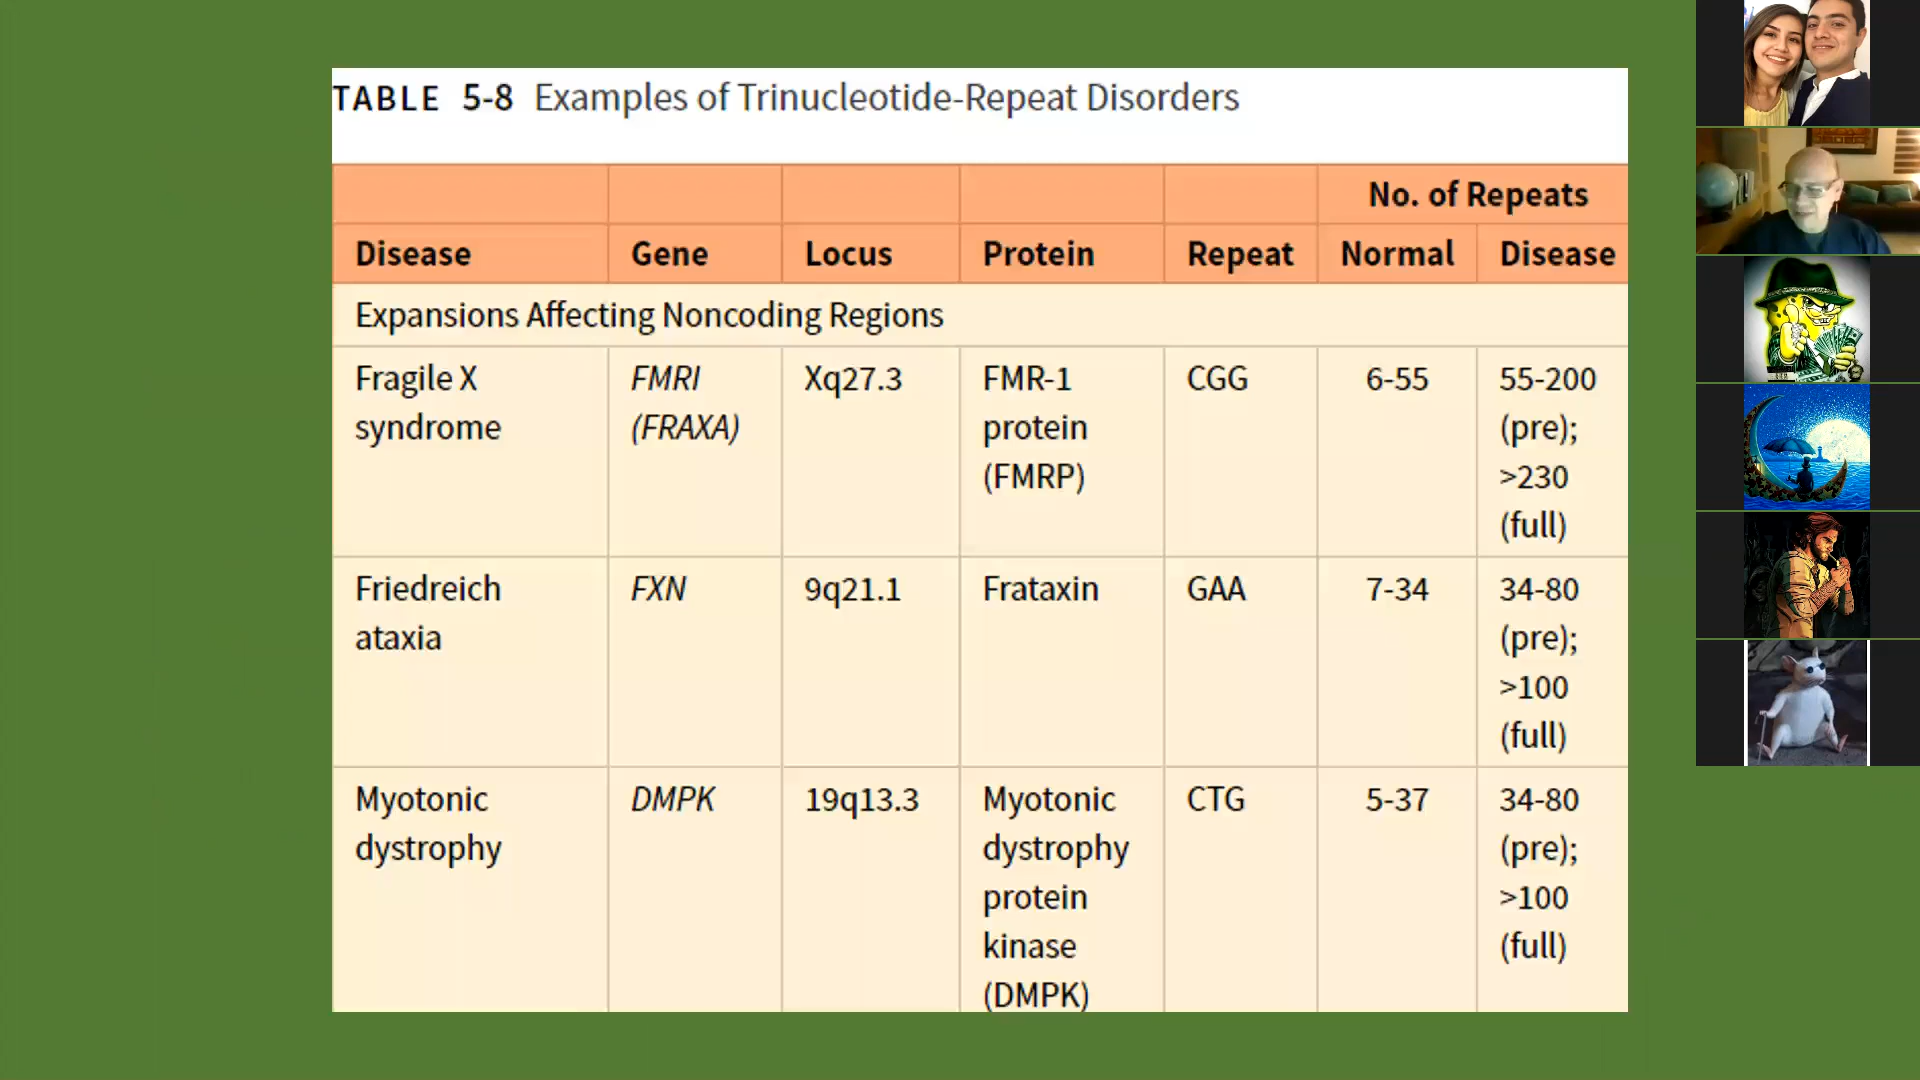 TABLE 5-8 Examples of Trinucleotide-Repeat Disorders
No. of Repeats
Disease Gene Locus Protein Repeat Normal Disease
Expansions Affecting Noncoding Regions
Fragile X FMRI Xq27.3 FMR-1 CGG 6-55 55-200
syndrome (FRAXA) protein (pre);
(FMRP) >230
(full)
Friedreich FXN 9q21.1 Frataxin GAA 7-34 34-80
ataxia (pre);
>100
(full)
Myotonic DMPK 19q13.3 Myotonic CTG 5-37 34-80
dystrophy dystrophy (pre);
protein >100
kinase (full)
(DMPK)